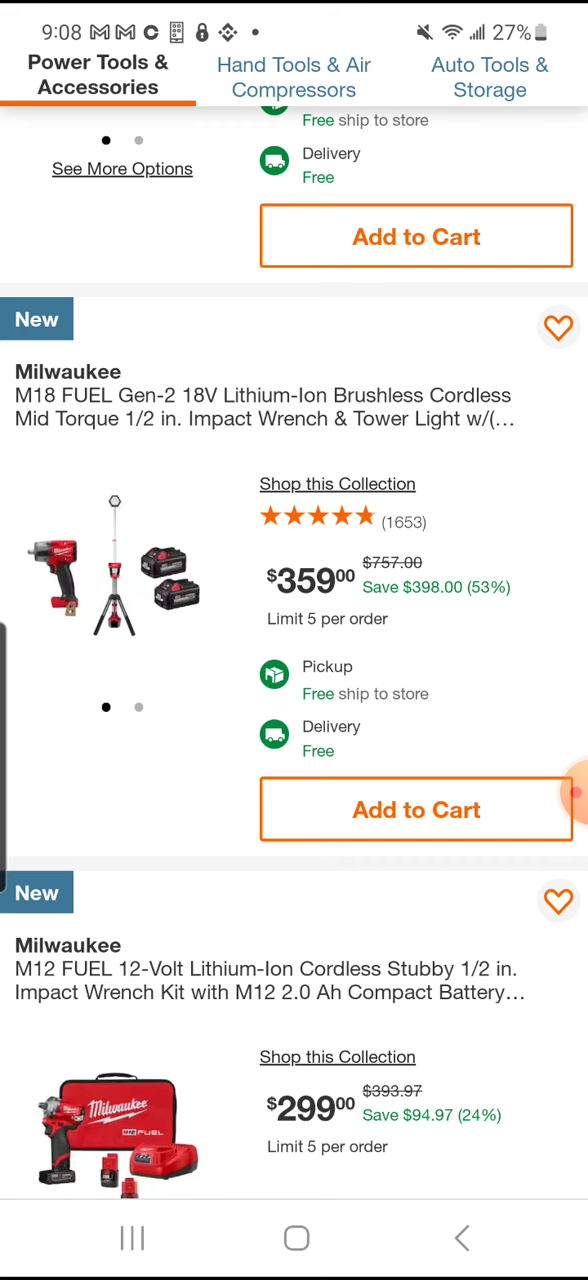 9:08
27%
Power Tools &
Accessories
Hand Tools & Air
Compressors
Auto Tools &
Storage
Free ship to store
See More Options
Delivery
Free
Add to Cart
New
Milwaukee
M18 FUEL Gen-2 18V Lithium-Ion Brushless Cordless
Mid Torque 1/2 in. Impact Wrench & Tower Light w/(...
Shop this Collection
(1653)
$35900
$757.00
Save $398.00 (53%)
Limit 5 per order
Pickup
Free ship to store
Delivery
Free
Add to Cart
New
Milwaukee
M12 FUEL 12-Volt Lithium-Ion Cordless Stubby 1/2 in.
Impact Wrench Kit with M12 2.0 Ah Compact Battery...
Shop this Collection
$29900
$393.97
Save $94.97 (24%)
Limit 5 per order
Milwaukee
M12 FUEL